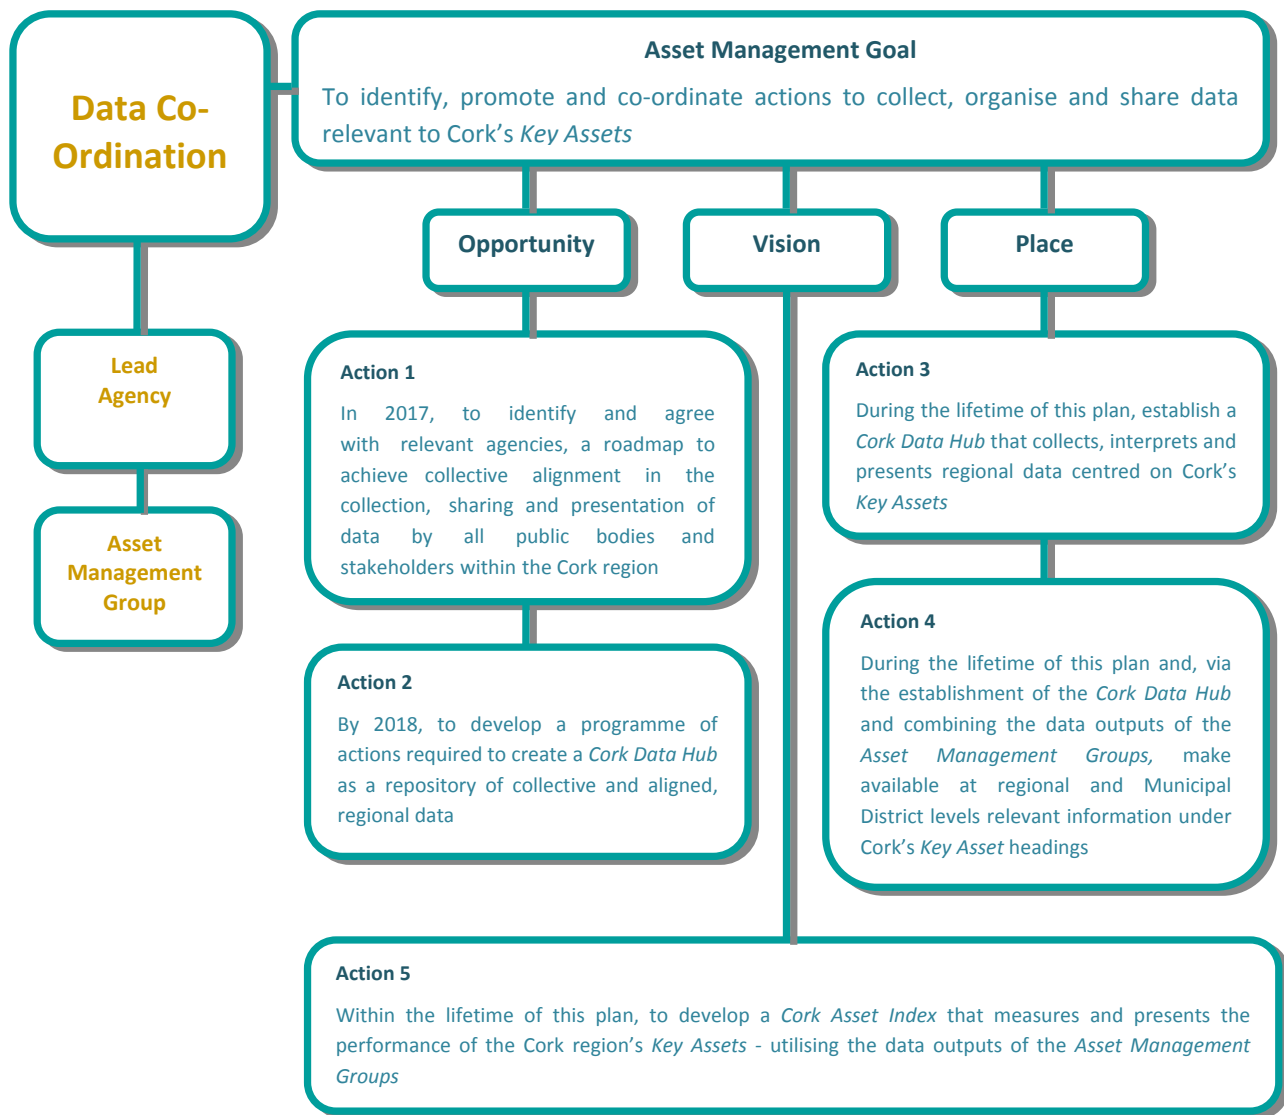 Data Co-
Ordination
Asset Management Goal
To identify, promote and co-ordinate actions to collect, organise and share data
relevant to Cork's Key Assets
Opportunity
Vision
Place
Lead
Agency
Asset
Management
Group
Action 1
In 2017, to identify and agree
with relevant agencies, a roadmap to
achieve collective alignment in the
collection, sharing and presentation of
data by all public bodies and
stakeholders within the Cork region
Action 2
By 2018, to develop a programme of
actions required to create a Cork Data Hub
as a repository of collective and aligned,
regional data
Action 3
During the lifetime of this plan, establish a
Cork Data Hub that collects, interprets and
presents regional data centred on Cork's
Key Assets
Action 4
During the lifetime of this plan and, via
the establishment of the Cork Data Hub
and combining the data outputs of the
Asset Management Groups, make
available at regional and Municipal
District levels relevant information under
Cork's Key Asset headings
Action 5
Within the lifetime of this plan, to develop a Cork Asset Index that measures and presents the
performance of the Cork region's Key Assets - utilising the data outputs of the Asset Management
Groups